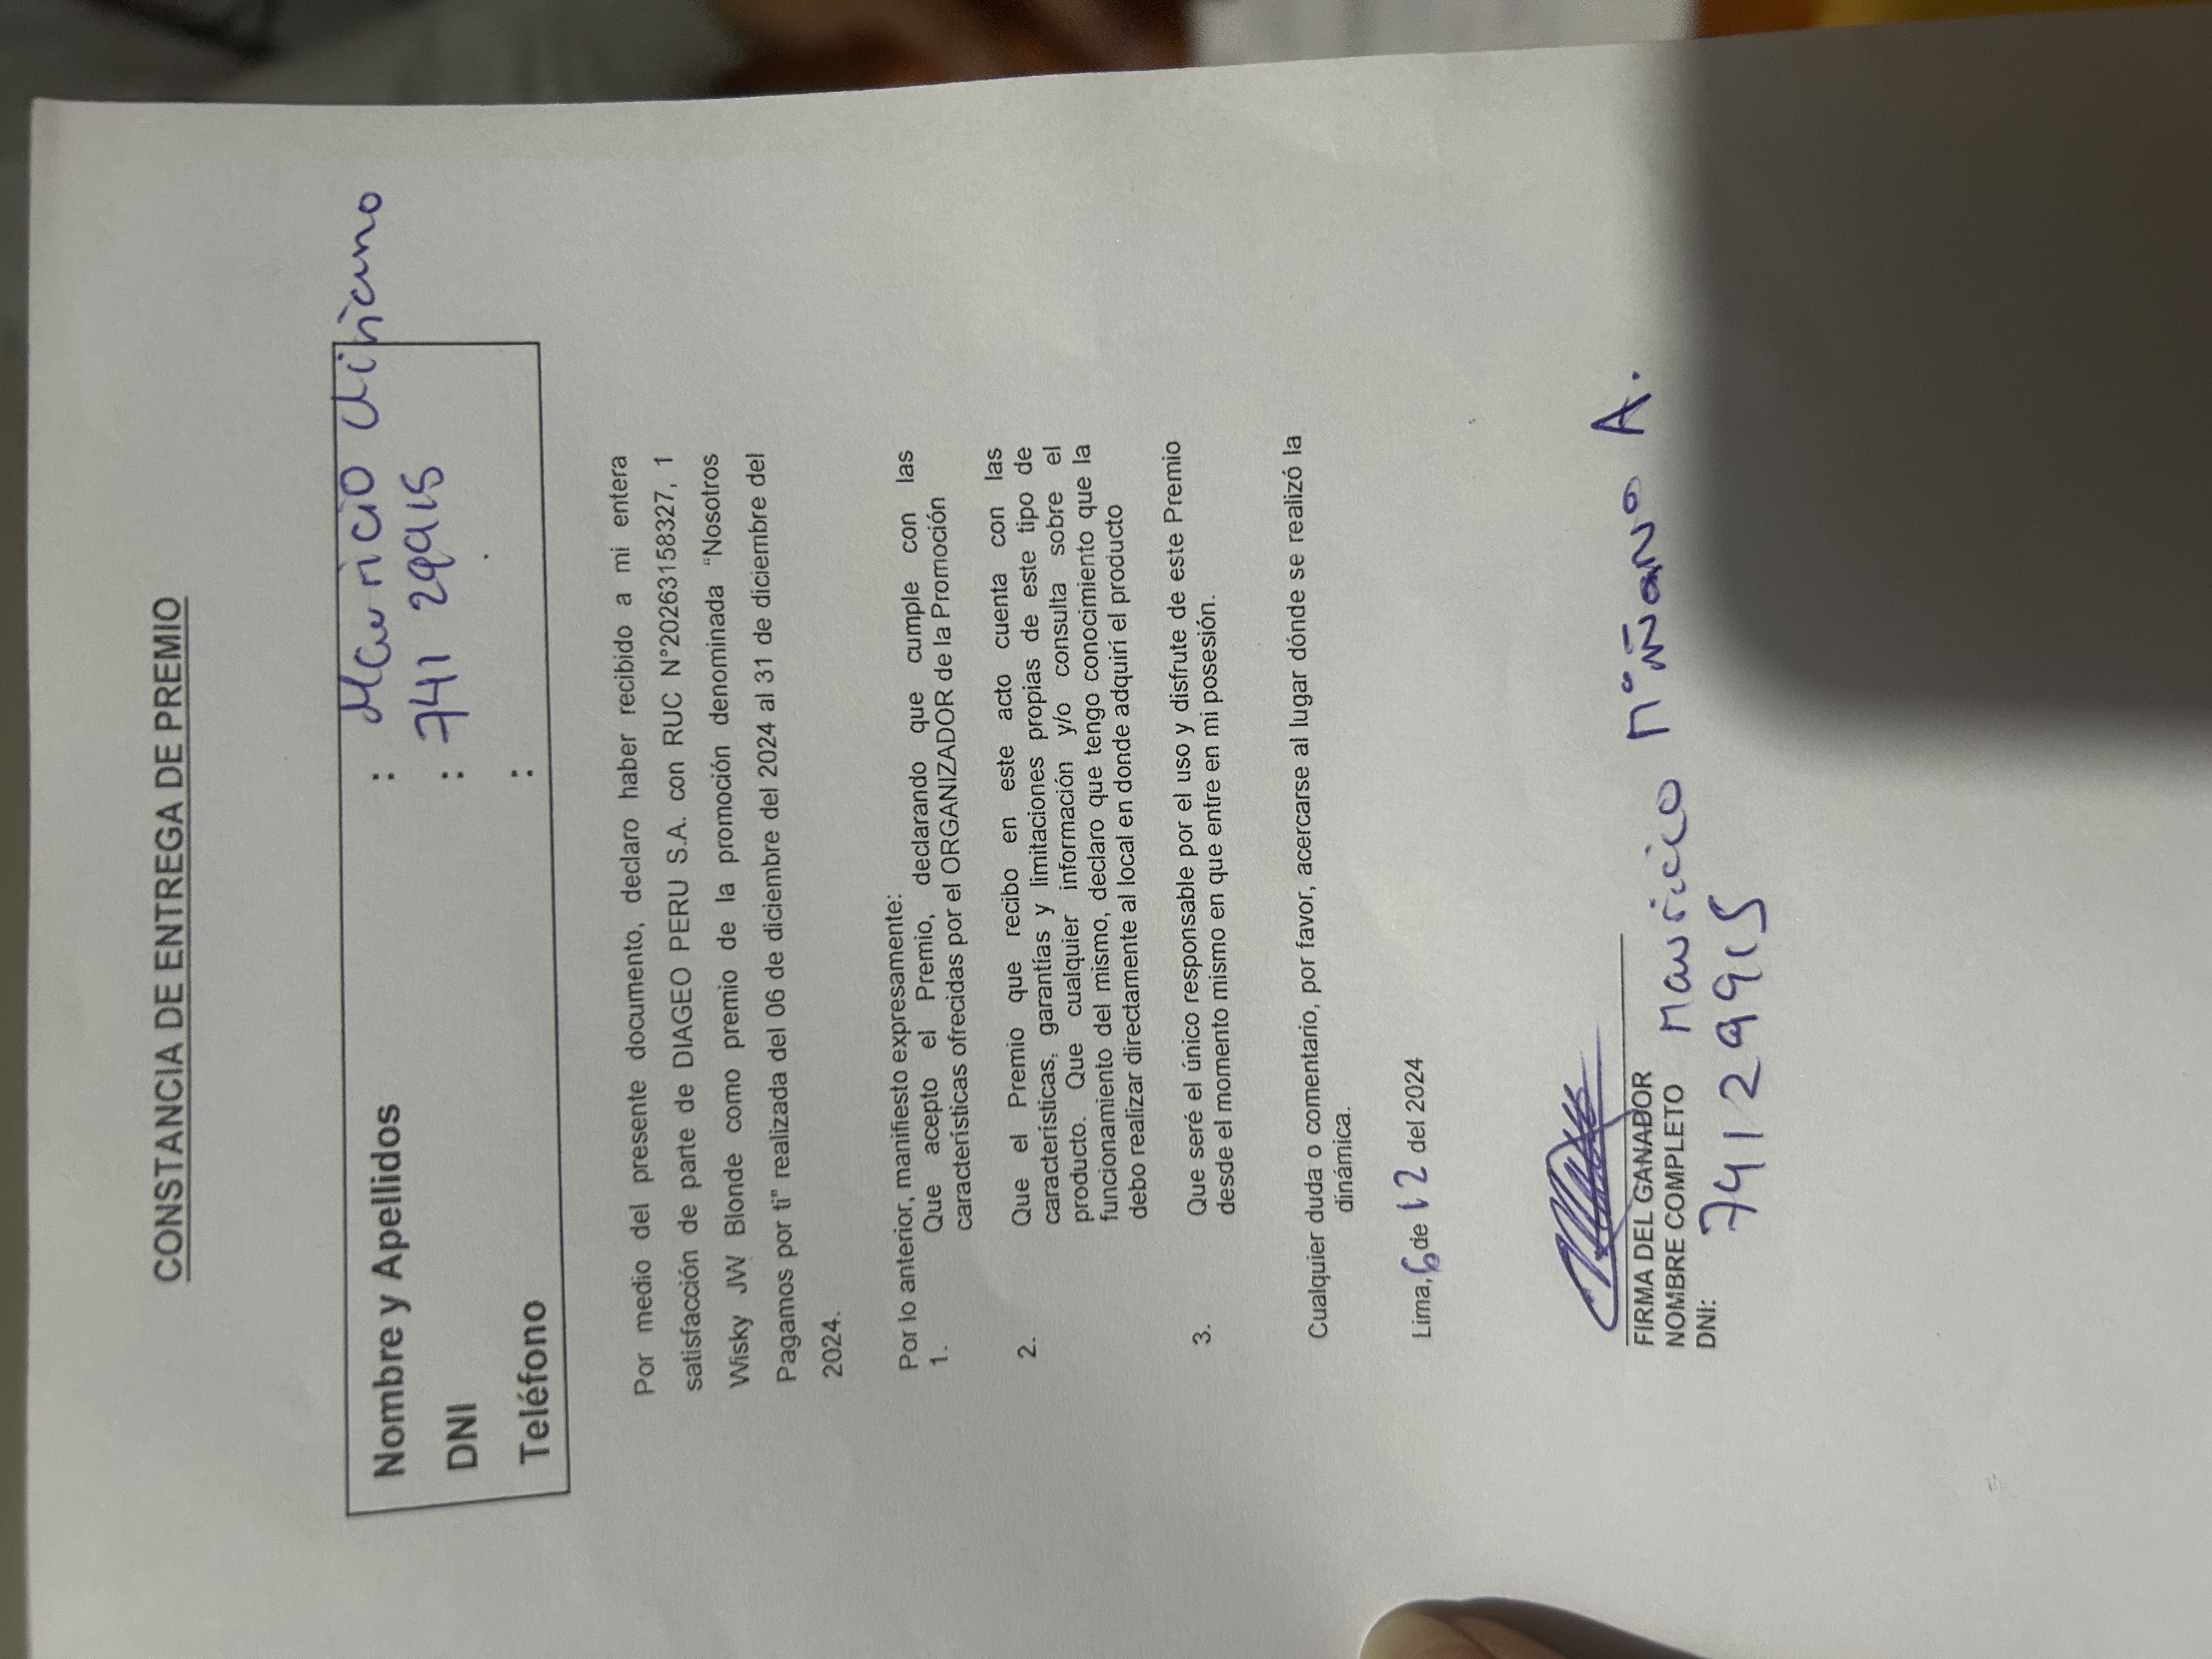 CONSTANCIA DE ENTREGA DE PREMIO
Nombre y Apellidos : Mauricio
DNI : 741 29915
Teléfono :
Por medio del presente documento, declaro haber recibido a mi entera
satisfacción de parte de DIAGEO PERU S.A. con RUC N°20263158327, 1
Wisky JW Blonde como premio de la promoción denominada “Nosotros
Pagamos por ti” realizada del 06 de diciembre del 2024 al 31 de diciembre del
2024.
Por lo anterior, manifiesto expresamente:
1. Que acepto el Premio, declarando que cumple con las
características ofrecidas por el ORGANIZADOR de la Promoción
2. Que el Premio que recibo en este acto cuenta con las
características, garantías y limitaciones propias de este tipo de
producto. Que cualquier información y/o consulta sobre el
funcionamiento del mismo, declaro que tengo conocimiento que la
debo realizar directamente al local en donde adquirí el producto
3. Que seré el único responsable por el uso y disfrute de este Premio
desde el momento mismo en que entre en mi posesión.
Cualquier duda o comentario, por favor, acercarse al lugar dónde se realizó la
dinámica.
Lima, 6 de 12 del 2024
FIRMA DEL GANADOR
NOMBRE COMPLETO Mauricio Miñano A.
DNI: 74129915